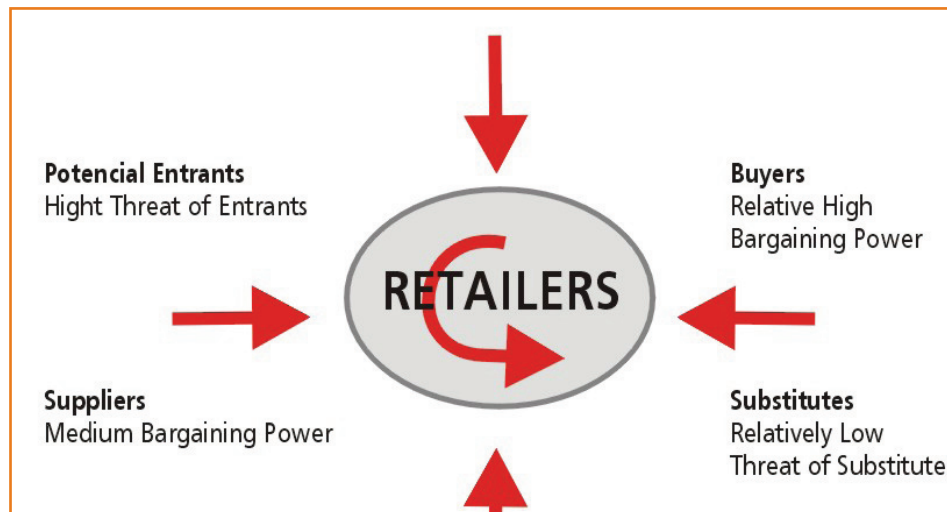 Potencial Entrants
Hight Threat of Entrants
Buyers
Relative High
Bargaining Power
RETAILERS
Suppliers
Medium Bargaining Power
Substitutes
Relatively Low
Threat of Substitute